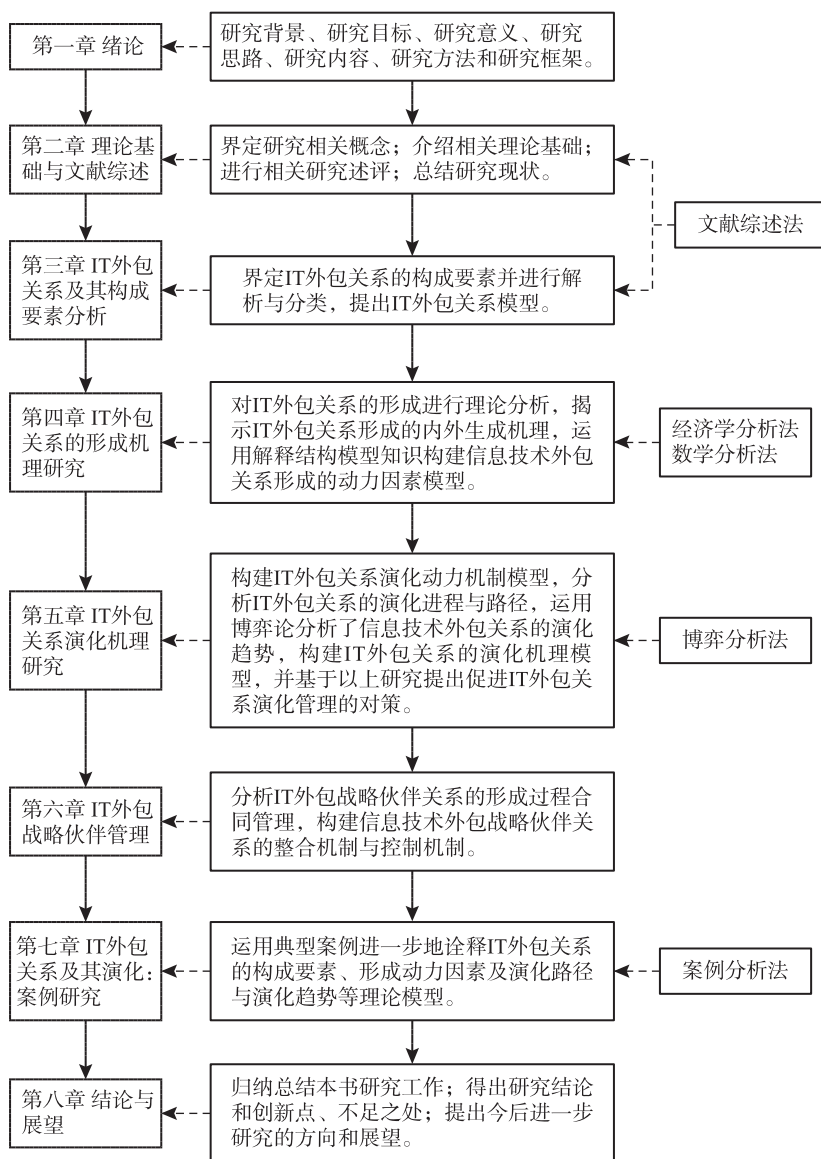 第一章 绪论
研究背景、研究目标、研究意义、研究
思路、研究内容、研究方法和研究框架。
第二章 理论基
础与文献综述
界定研究相关概念；介绍相关理论基础；
进行相关研究述评；总结研究现状。
文献综述法
第三章 IT外包
关系及其构成
要素分析
界定IT外包关系的构成要素并进行解
析与分类，提出IT外包关系模型。
第四章 IT外包
关系的形成机
理研究
对IT外包关系的形成进行理论分析，揭
示IT外包关系形成的内外生成机理，运
用解释结构模型知识构建信息技术外包
关系形成的动力因素模型。
经济学分析法
数学分析法
第五章 IT外包
关系演化机理
研究
构建IT外包关系演化动力机制模型，分
析IT外包关系的演化进程与路径，运用
博弈论分析了信息技术外包关系的演化
趋势，构建IT外包关系的演化机理模
型，并基于以上研究提出促进IT外包关
系演化管理的对策。
博弈分析法
第六章 IT外包
战略伙伴管理
分析IT外包战略伙伴关系的形成过程合
同管理，构建信息技术外包战略伙伴关
系的整合机制与控制机制。
第七章 IT外包
关系及其演化：
案例研究
运用典型案例进一步地诠释IT外包关系
的构成要素、形成动力因素及演化路径
与演化趋势等理论模型。
案例分析法
第八章 结论与
展望
归纳总结本书研究工作；得出研究结论
和创新点、不足之处；提出今后进一步
研究的方向和展望。